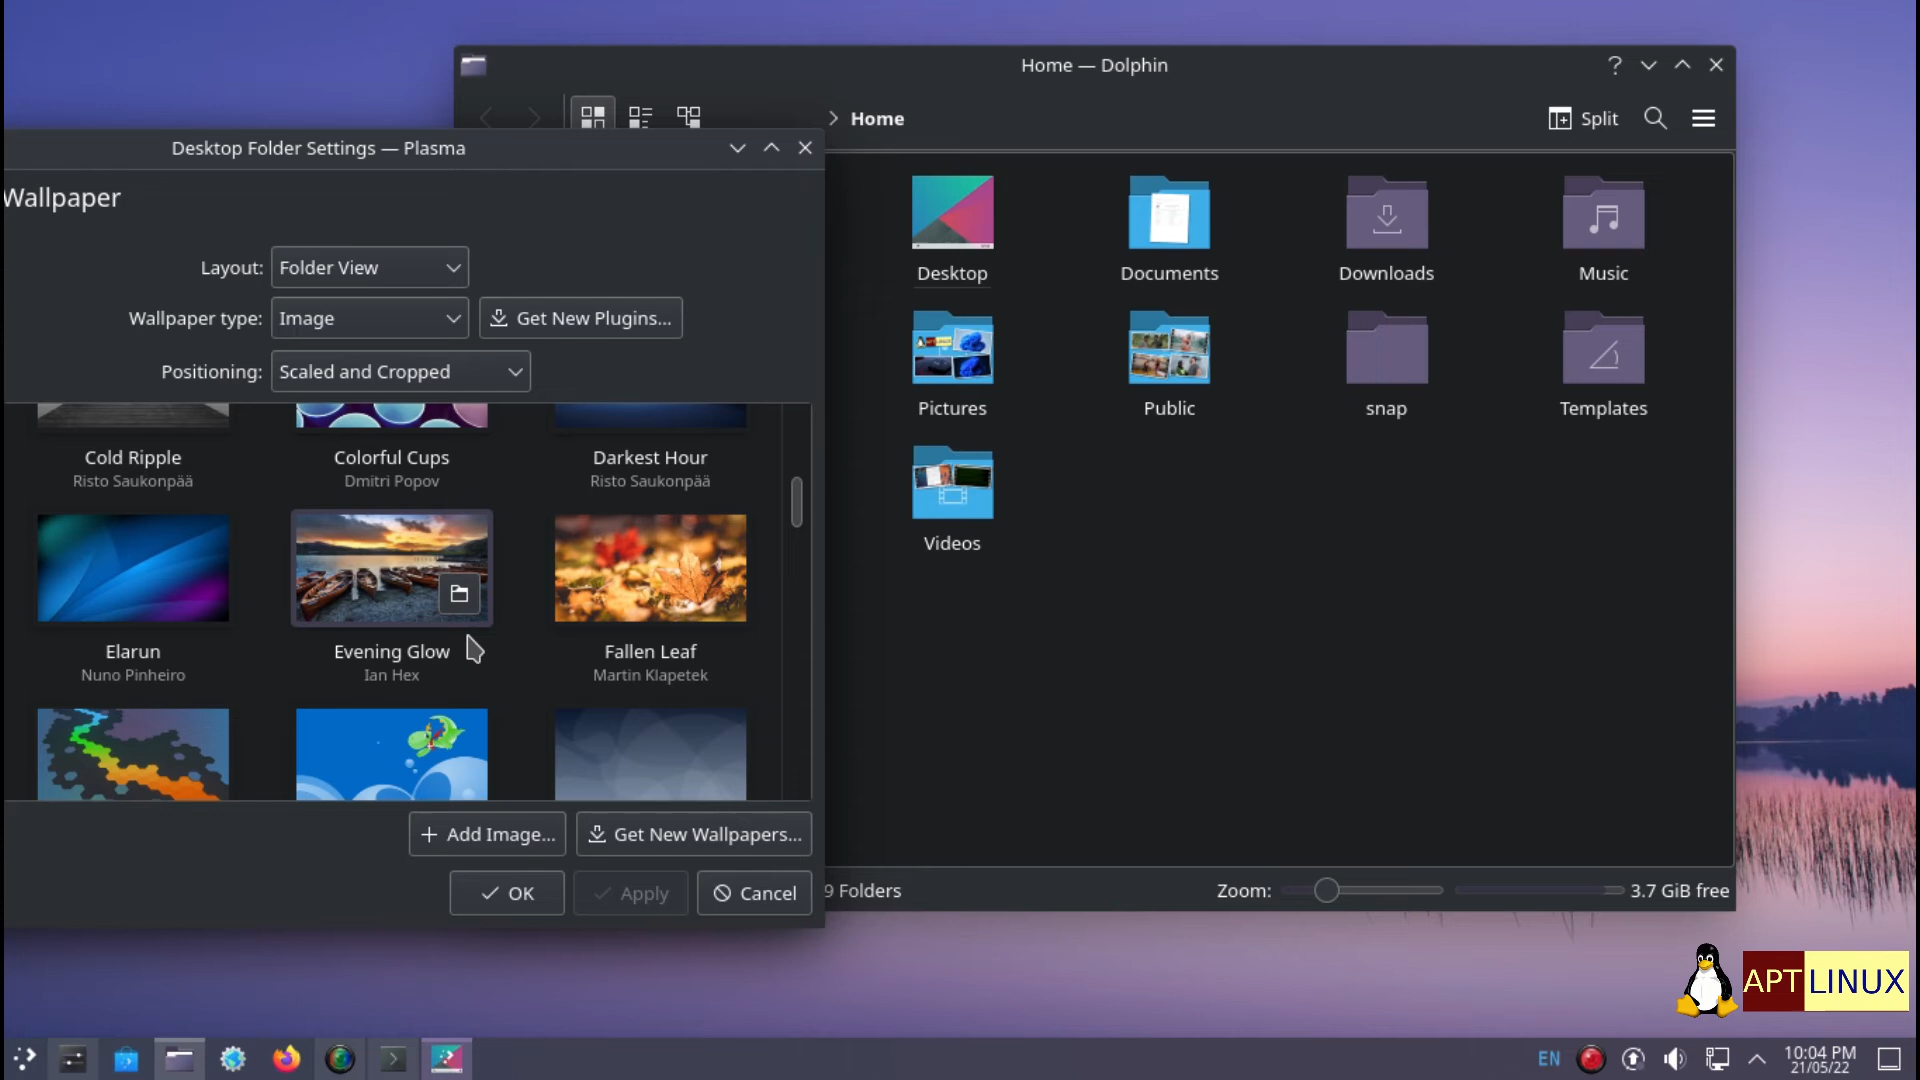 Home — Dolphin
Home
Split
Desktop Folder Settings — Plasma
Wallpaper
Layout: Folder View
Wallpaper type: Image Get New Plugins...
Positioning: Scaled and Cropped
Cold Ripple
Risto Saukonpää
Colorful Cups
Dmitri Popov
Darkest Hour
Risto Saukonpää
Elarun
Nuno Pinheiro
Evening Glow
Ian Hex
Fallen Leaf
Martin Klapetek
Add Image...
Get New Wallpapers...
OK
Apply
Cancel
Desktop
Documents
Downloads
Music
Pictures
Public
snap
Templates
Videos
9 Folders
Zoom:
3.7 GiB free
APTLINUX
EN
10:04 PM
21/05/22